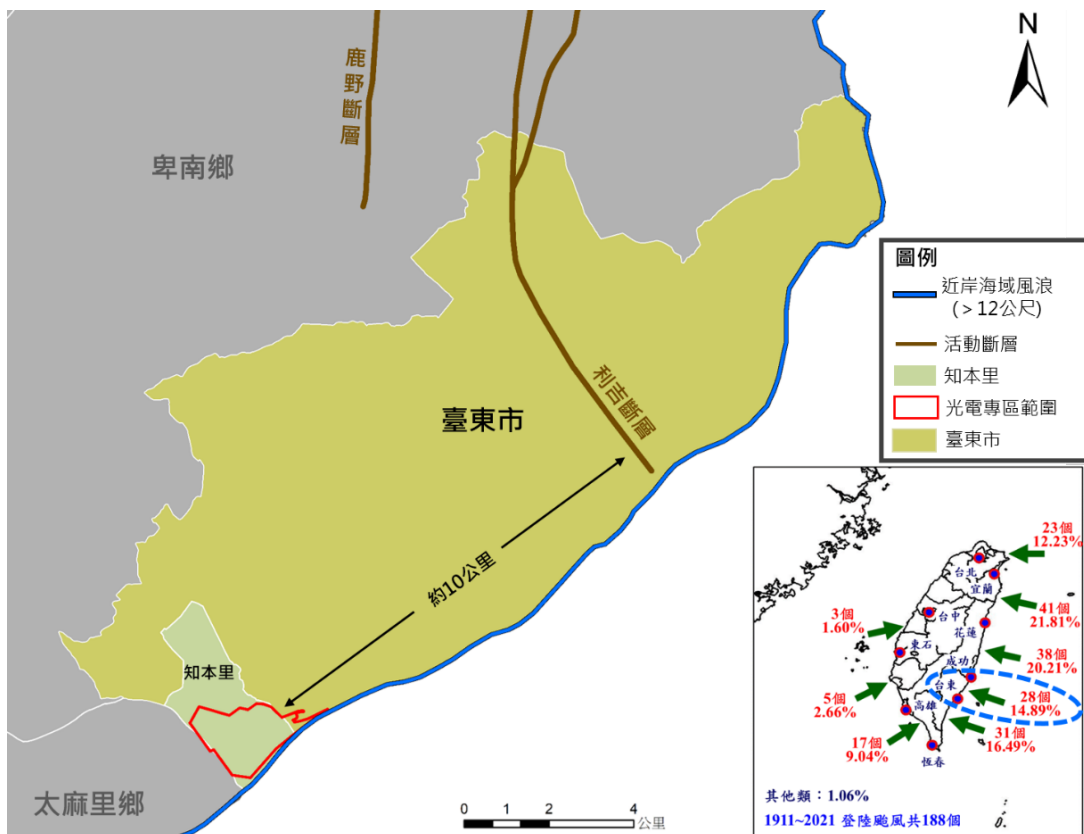 N
鹿野斷層
卑南鄉
圖例
近岸海域風浪
(>12公尺)
活動斷層
知本里
光電專區範圍
臺東市
利吉斷層
臺東市
約10公里
知本里
太麻里鄉
0 1 2 4
公里
23個
12.23%
台北
宜蘭
41個
21.81%
3個
1.60%
台中
花蓮
東石
38個
20.21%
成功
台東
28個
14.89%
5個
2.66%
高雄
31個
16.49%
17個
9.04%
恆春
其他類：1.06%
1911~2021 登陸颱風共188個